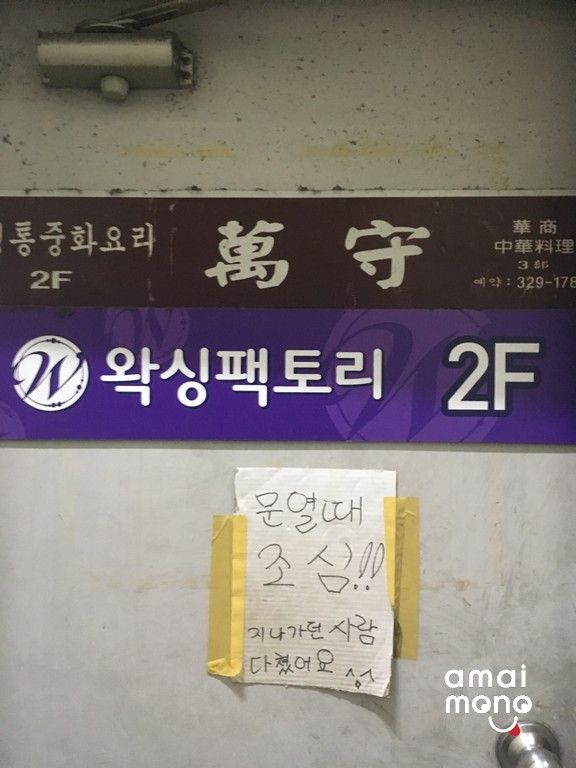 통중화요리
2F
萬守
華商
中華料理
3部
예약: 329-178
W 왁싱팩토리 2F
문열때
조심!!
지나가던 사람
다쳤어요 ^^
amai
mono